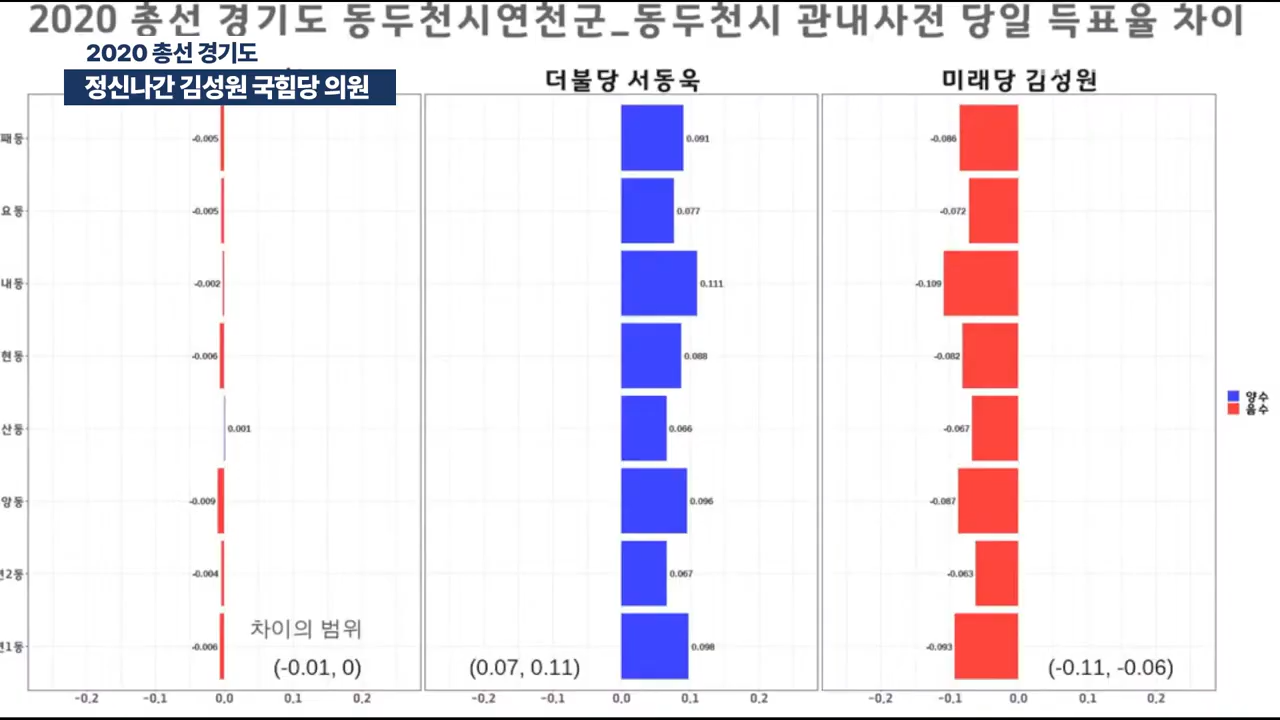 2020 총선 경기도 동두천시연천군_동두천시 관내사전 당일 득표율 차이
2020 총선 경기도
정신나간 김성원 국힘당 의원
더불당 서동욱
미래당 김성원
패동
-0.005
0.091
-0.086
요동
-0.005
0.077
-0.072
내동
-0.002
0.111
-0.109
현동
-0.006
0.088
-0.082
산동
0.001
0.066
-0.067
양동
-0.009
0.096
-0.087
연2동
-0.004
0.067
-0.063
연1동
-0.006
0.098
-0.093
양수
음수
차이의 범위
(-0.01, 0)
(0.07, 0.11)
(-0.11, -0.06)
-0.2 -0.1 0.0 0.1 0.2
-0.2 -0.1 0.0 0.1 0.2
-0.2 -0.1 0.0 0.1 0.2